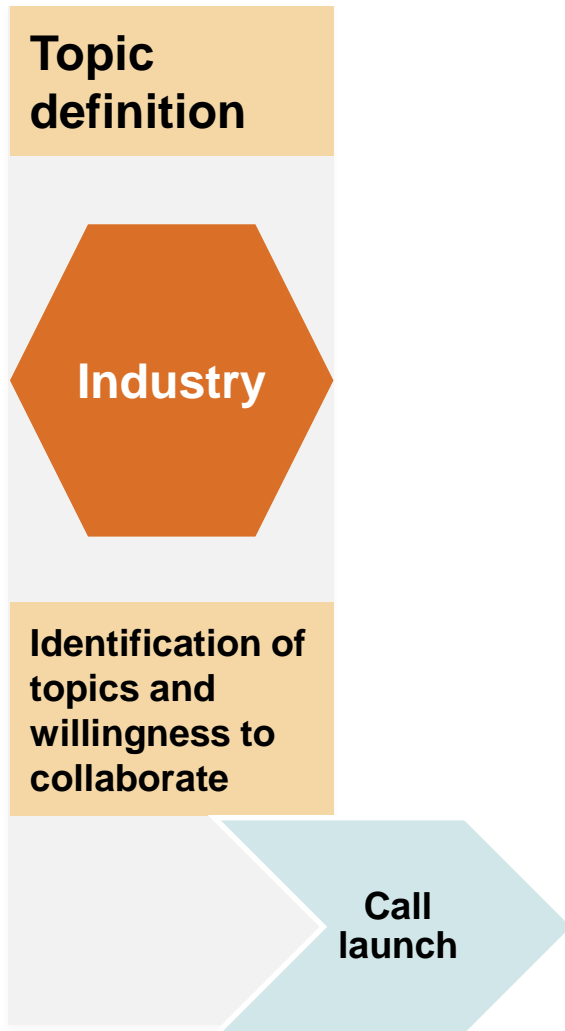 Topic
definition
Industry
Identification of
topics and
willingness to
collaborate
Call
launch